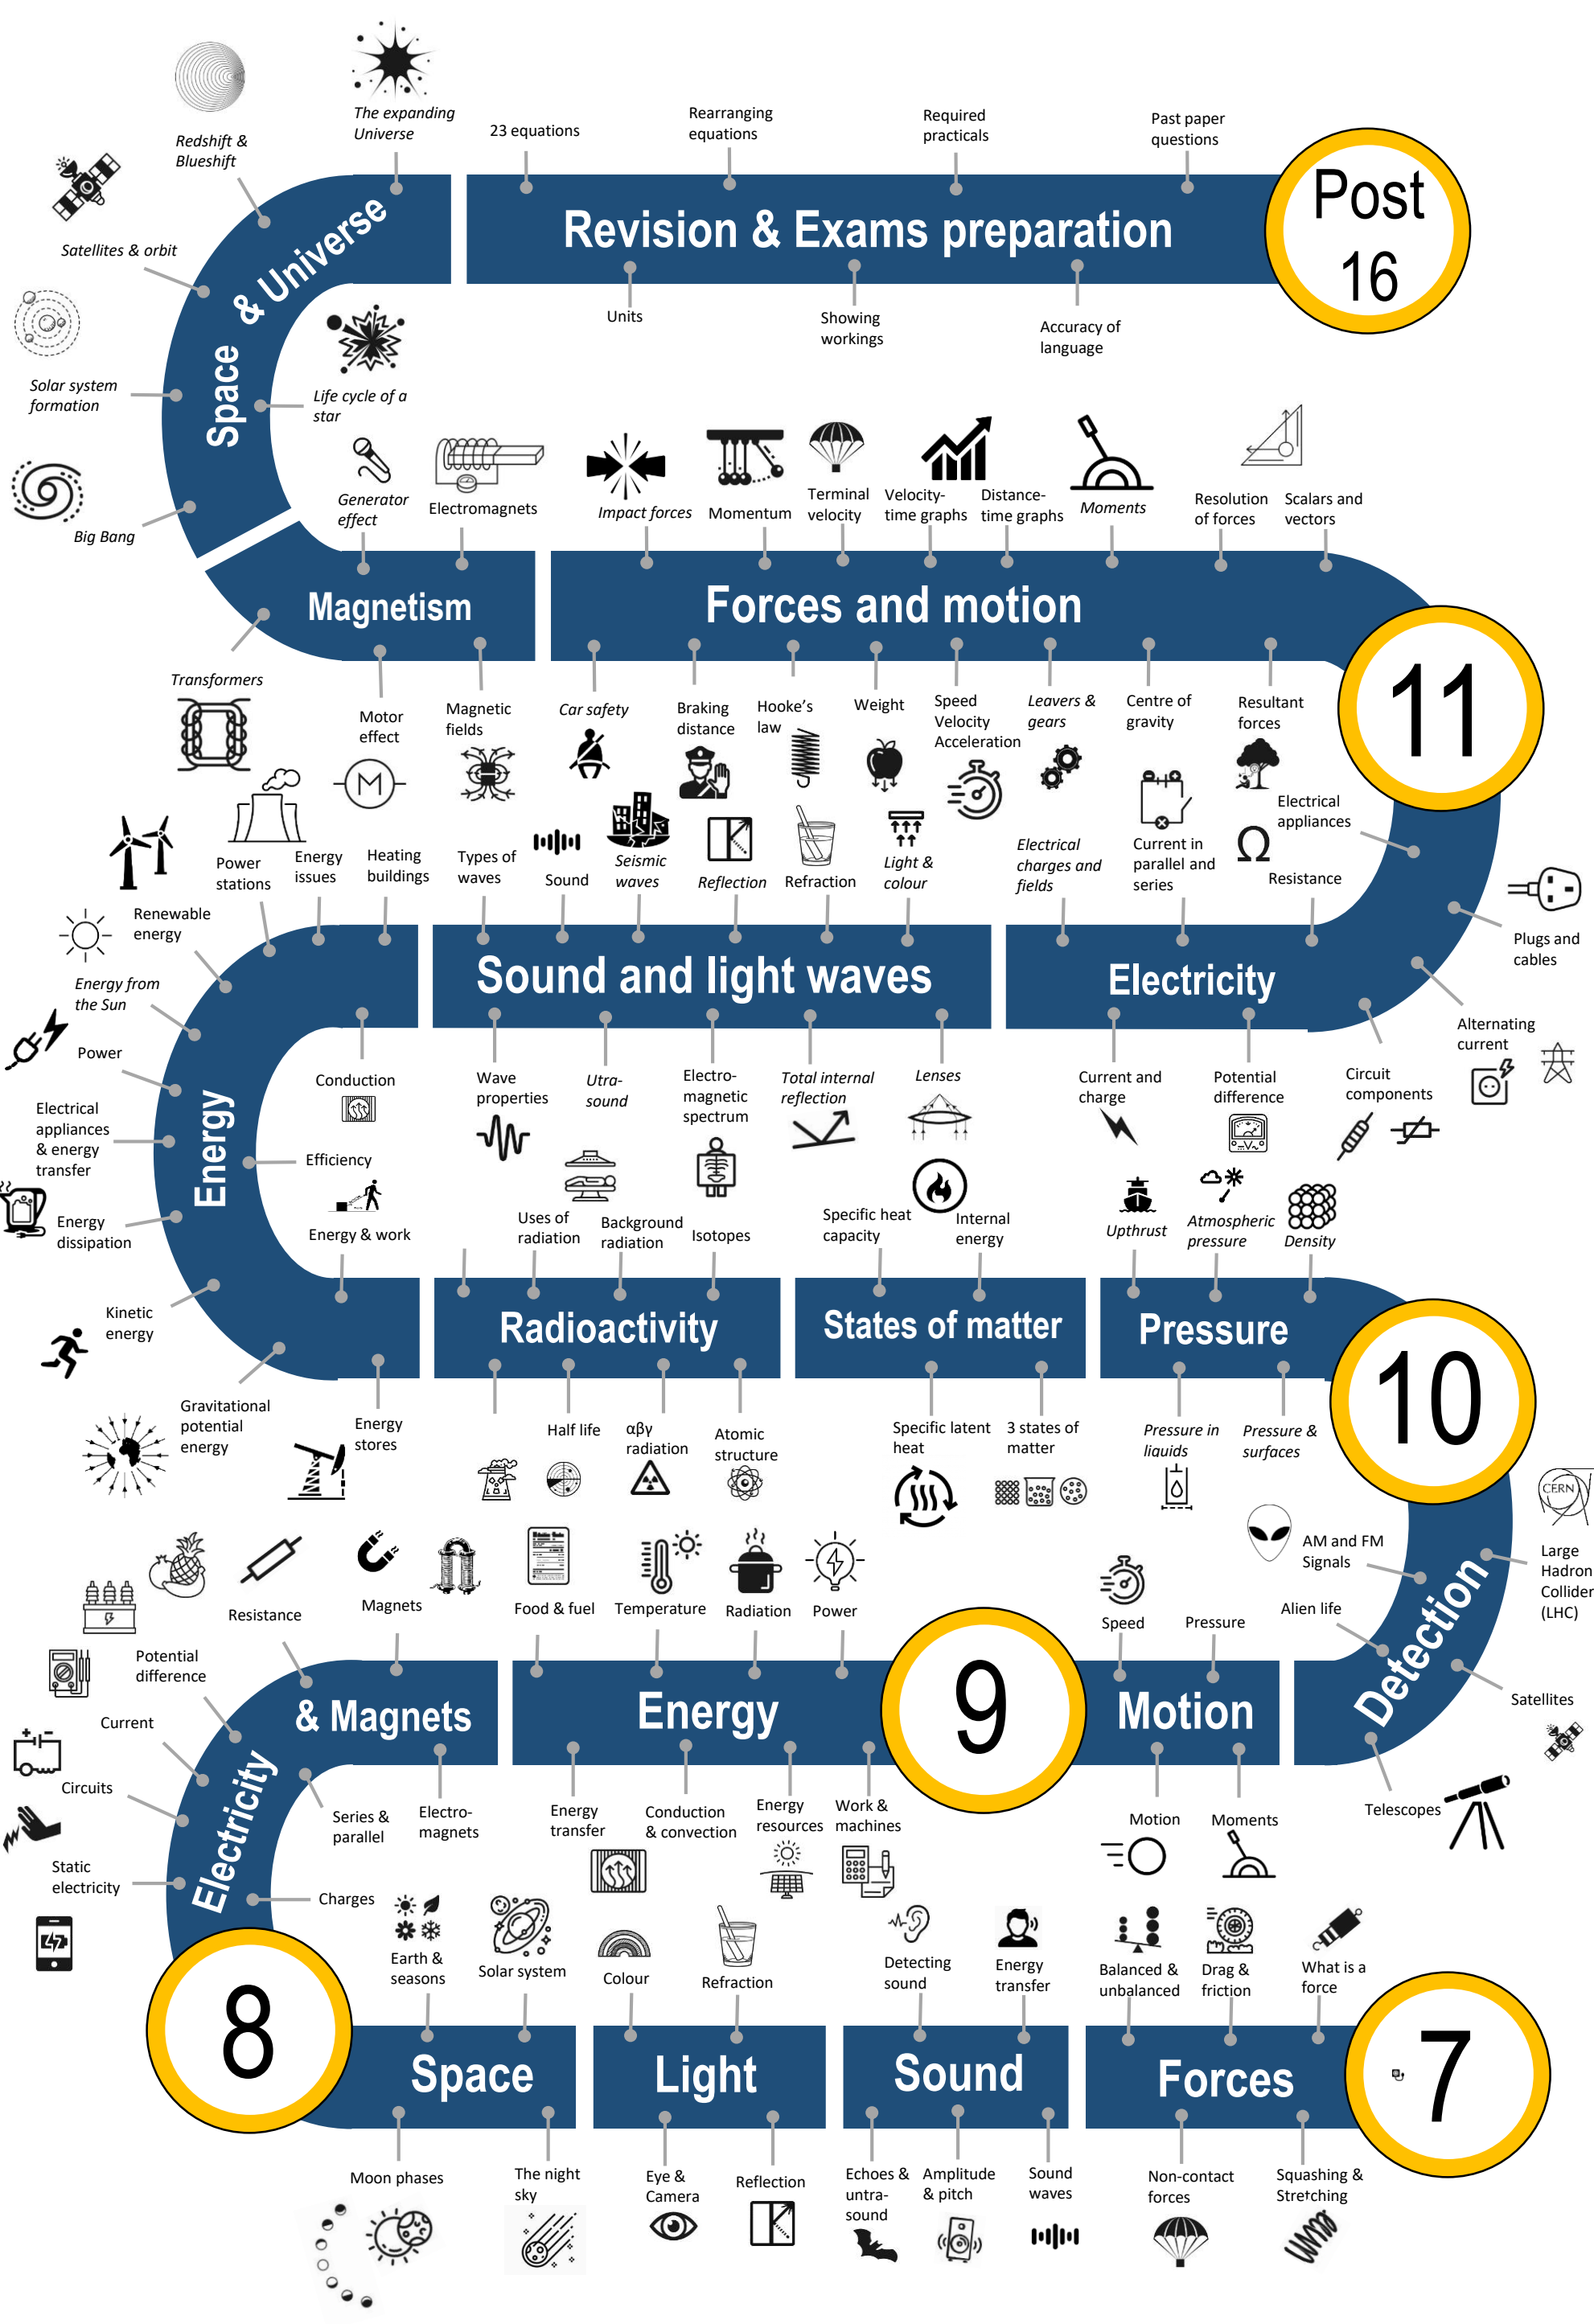 The expanding
Universe
23 equations
Rearranging
equations
Required
practicals
Past paper
questions
Redshift &
Blueshift
Satellites & orbit
Solar system
formation
Big Bang
Space & Universe
Revision & Exams preparation
Post
16
Units
Showing
workings
Accuracy of
language
Life cycle of a
star
Generator
effect
Electromagnets
Impact forces
Momentum
Terminal
velocity
Velocity-
time graphs
Distance-
time graphs
Moments
Resolution
of forces
Scalars and
vectors
Magnetism
Forces and motion
11
Transformers
Motor
effect
M
Magnetic
fields
Car safety
Braking
distance
Hooke's
law
Weight
Speed
Velocity
Acceleration
Leavers &
gears
Centre of
gravity
Resultant
forces
Electrical
appliances
Power
stations
Energy
issues
Heating
buildings
Types of
waves
Sound
Seismic
waves
Reflection
Refraction
Light &
colour
Electrical
charges and
fields
Current in
parallel and
series
Ω
Resistance
Plugs and
cables
Renewable
energy
Energy from
the Sun
Power
Electrical
appliances
& energy
transfer
Energy
dissipation
Kinetic
energy
Gravitational
potential
energy
Energy
Sound and light waves
Electricity
Alternating
current
Conduction
Efficiency
Energy & work
Wave
properties
Utra-
sound
Electro-
magnetic
spectrum
Total internal
reflection
Lenses
Current and
charge
Potential
difference
Circuit
components
Uses of
radiation
Background
radiation
Isotopes
Specific heat
capacity
Internal
energy
Upthrust
Atmospheric
pressure
Density
Radioactivity
States of matter
Pressure
10
Energy
stores
Half life
αβγ
radiation
Atomic
structure
Specific latent
heat
3 states of
matter
Pressure in
liquids
Pressure &
surfaces
CERN
AM and FM
Signals
Large
Hadron
Collider
(LHC)
Alien life
Detection
Satellites
Telescopes
Resistance
Magnets
Food & fuel
Temperature
Radiation
Power
Speed
Pressure
Potential
difference
Current
Circuits
Static
electricity
Electricity
& Magnets
Energy
9
Motion
Series &
parallel
Electro-
magnets
Energy
transfer
Conduction
& convection
Energy
resources
Work &
machines
Motion
Moments
Charges
Earth &
seasons
Solar system
Colour
Refraction
Detecting
sound
Energy
transfer
Balanced &
unbalanced
Drag &
friction
What is a
force
8
Space
Light
Sound
Forces
7
Moon phases
The night
sky
Eye &
Camera
Reflection
Echoes &
untra-
sound
Amplitude
& pitch
Sound
waves
Non-contact
forces
Squashing &
Stretching